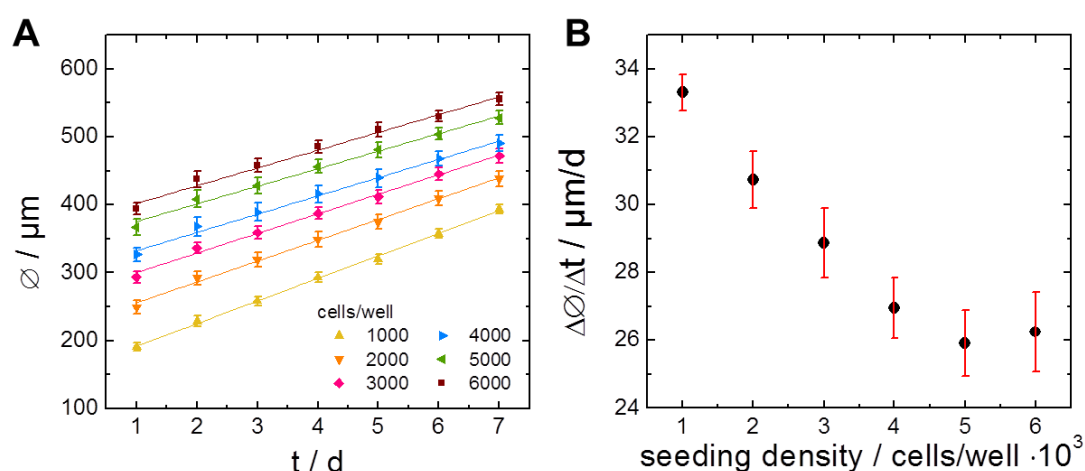 A
600
500
400
300
200
100
Ø / µm
cells/well
1000
2000
3000
4000
5000
6000
1 2 3 4 5 6 7
t / d
B
34
32
30
28
26
24
ΔØ/Δt / µm/d
1 2 3 4 5 6
seeding density / cells/well ·10³